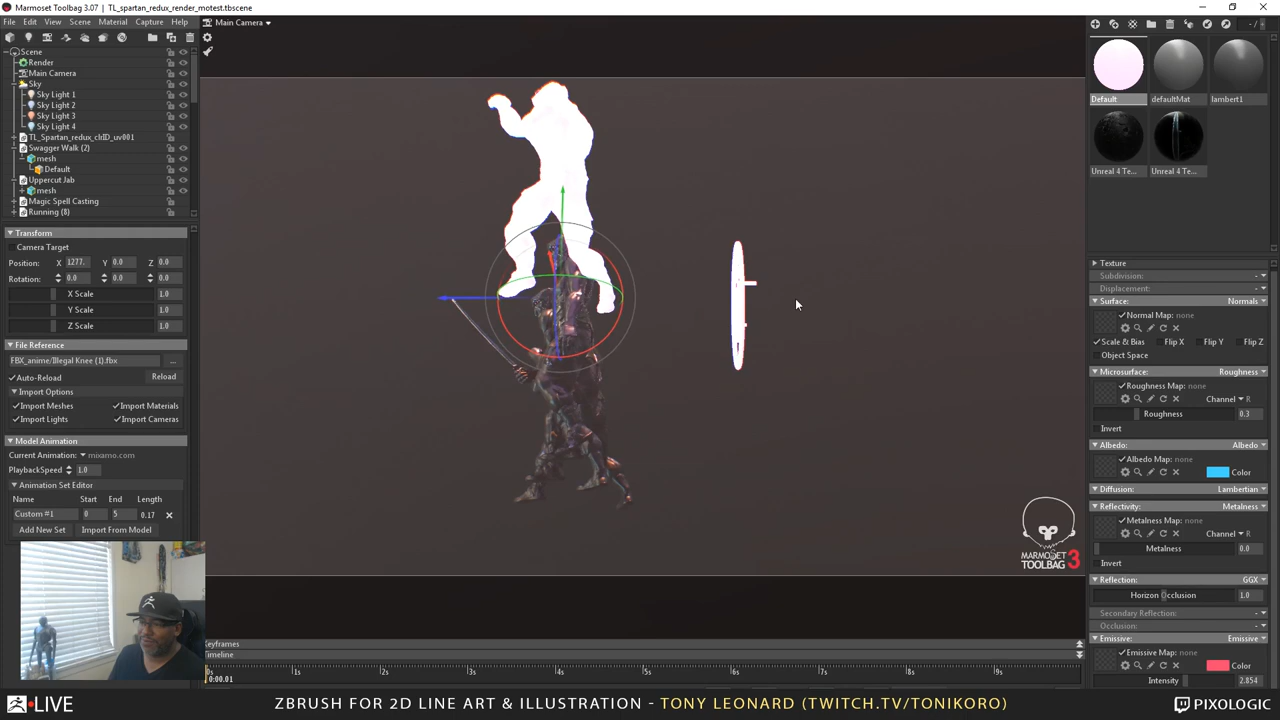 Marmoset Toolbag 3.07 | TL_spartan_redux_render_motest.tbscene
File Edit View Scene Material Capture Help
Main Camera
Scene
Render
Main Camera
Sky
Sky Light 1
Sky Light 2
Sky Light 3
Sky Light 4
TL_Spartan_redux_clrID_uv001
Swagger Walk (2)
mesh
Default
Uppercut Jab
mesh
Magic Spell Casting
Running (8)
Transform
Camera Target
Position: X 1277. Y 0.0 Z 0.0
Rotation: 0.0 0.0 0.0
X Scale 1.0
Y Scale 1.0
Z Scale 1.0
File Reference
FBX_anime/Illegal Knee (1).fbx ...
Auto-Reload Reload
Import Options
Import Meshes Import Materials
Import Lights Import Cameras
Model Animation
Current Animation: mixamo.com
PlaybackSpeed 1.0
Animation Set Editor
Name Start End Length
Custom #1 0 5 0.17
Add New Set Import From Model
MARMOSET
TOOLBAG 3
Keyframes
Timeline
1s 2s 3s 4s 5s 6s 7s 8s 9s
0:00.01
- /
Default defaultMat lambert1
Unreal 4 Te... Unreal 4 Te...
Texture
Subdivision:
Displacement:
Surface: Normals
Normal Map: none
Scale & Bias Flip X Flip Y Flip Z
Object Space
Microsurface: Roughness
Roughness Map: none
Channel R
Roughness 0.3
Invert
Albedo: Albedo
Albedo Map: none
Color
Diffusion: Lambertian
Reflectivity: Metalness
Metalness Map: none
Channel R
Metalness 0.0
Invert
Reflection: GGX
Horizon Occlusion 1.0
Secondary Reflection:
Occlusion:
Emissive: Emissive
Emissive Map: none
Color
Intensity 2.854
LIVE
ZBRUSH FOR 2D LINE ART & ILLUSTRATION - TONY LEONARD (TWITCH.TV/TONIKORO)
PIXOLOGIC